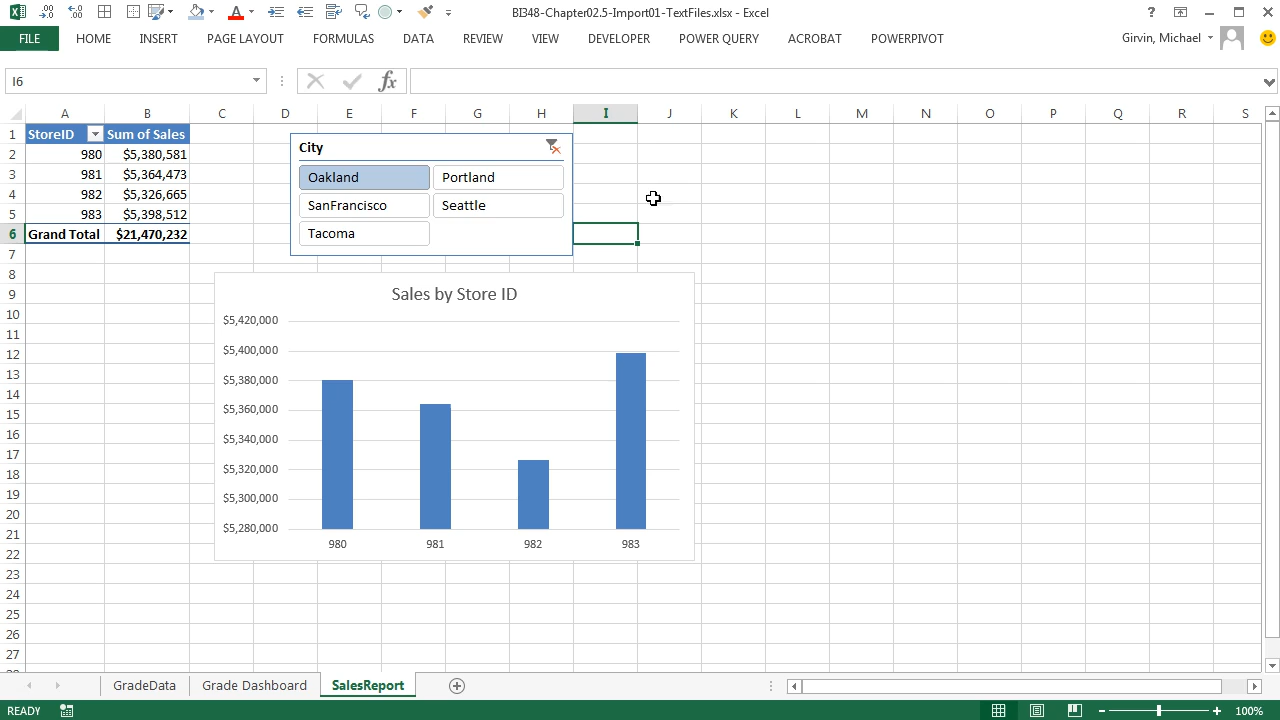 BI348-Chapter02.5-Import01-TextFiles.xlsx - Excel
FILE HOME INSERT PAGE LAYOUT FORMULAS DATA REVIEW VIEW DEVELOPER POWER QUERY ACROBAT POWERPIVOT Girvin, Michael
I6 fx
A B C D E F G H I J K L M N O P Q R S
1 StoreID Sum of Sales
2 980 $5,380,581
3 981 $5,364,473
4 982 $5,326,665
5 983 $5,398,512
6 Grand Total $21,470,232
7
8
9
10
11
12
13
14
15
16
17
18
19
20
21
22
23
24
25
26
27
City
Oakland Portland
SanFrancisco Seattle
Tacoma
Sales by Store ID
$5,420,000
$5,400,000
$5,380,000
$5,360,000
$5,340,000
$5,320,000
$5,300,000
$5,280,000
980 981 982 983
GradeData Grade Dashboard SalesReport
READY 100%